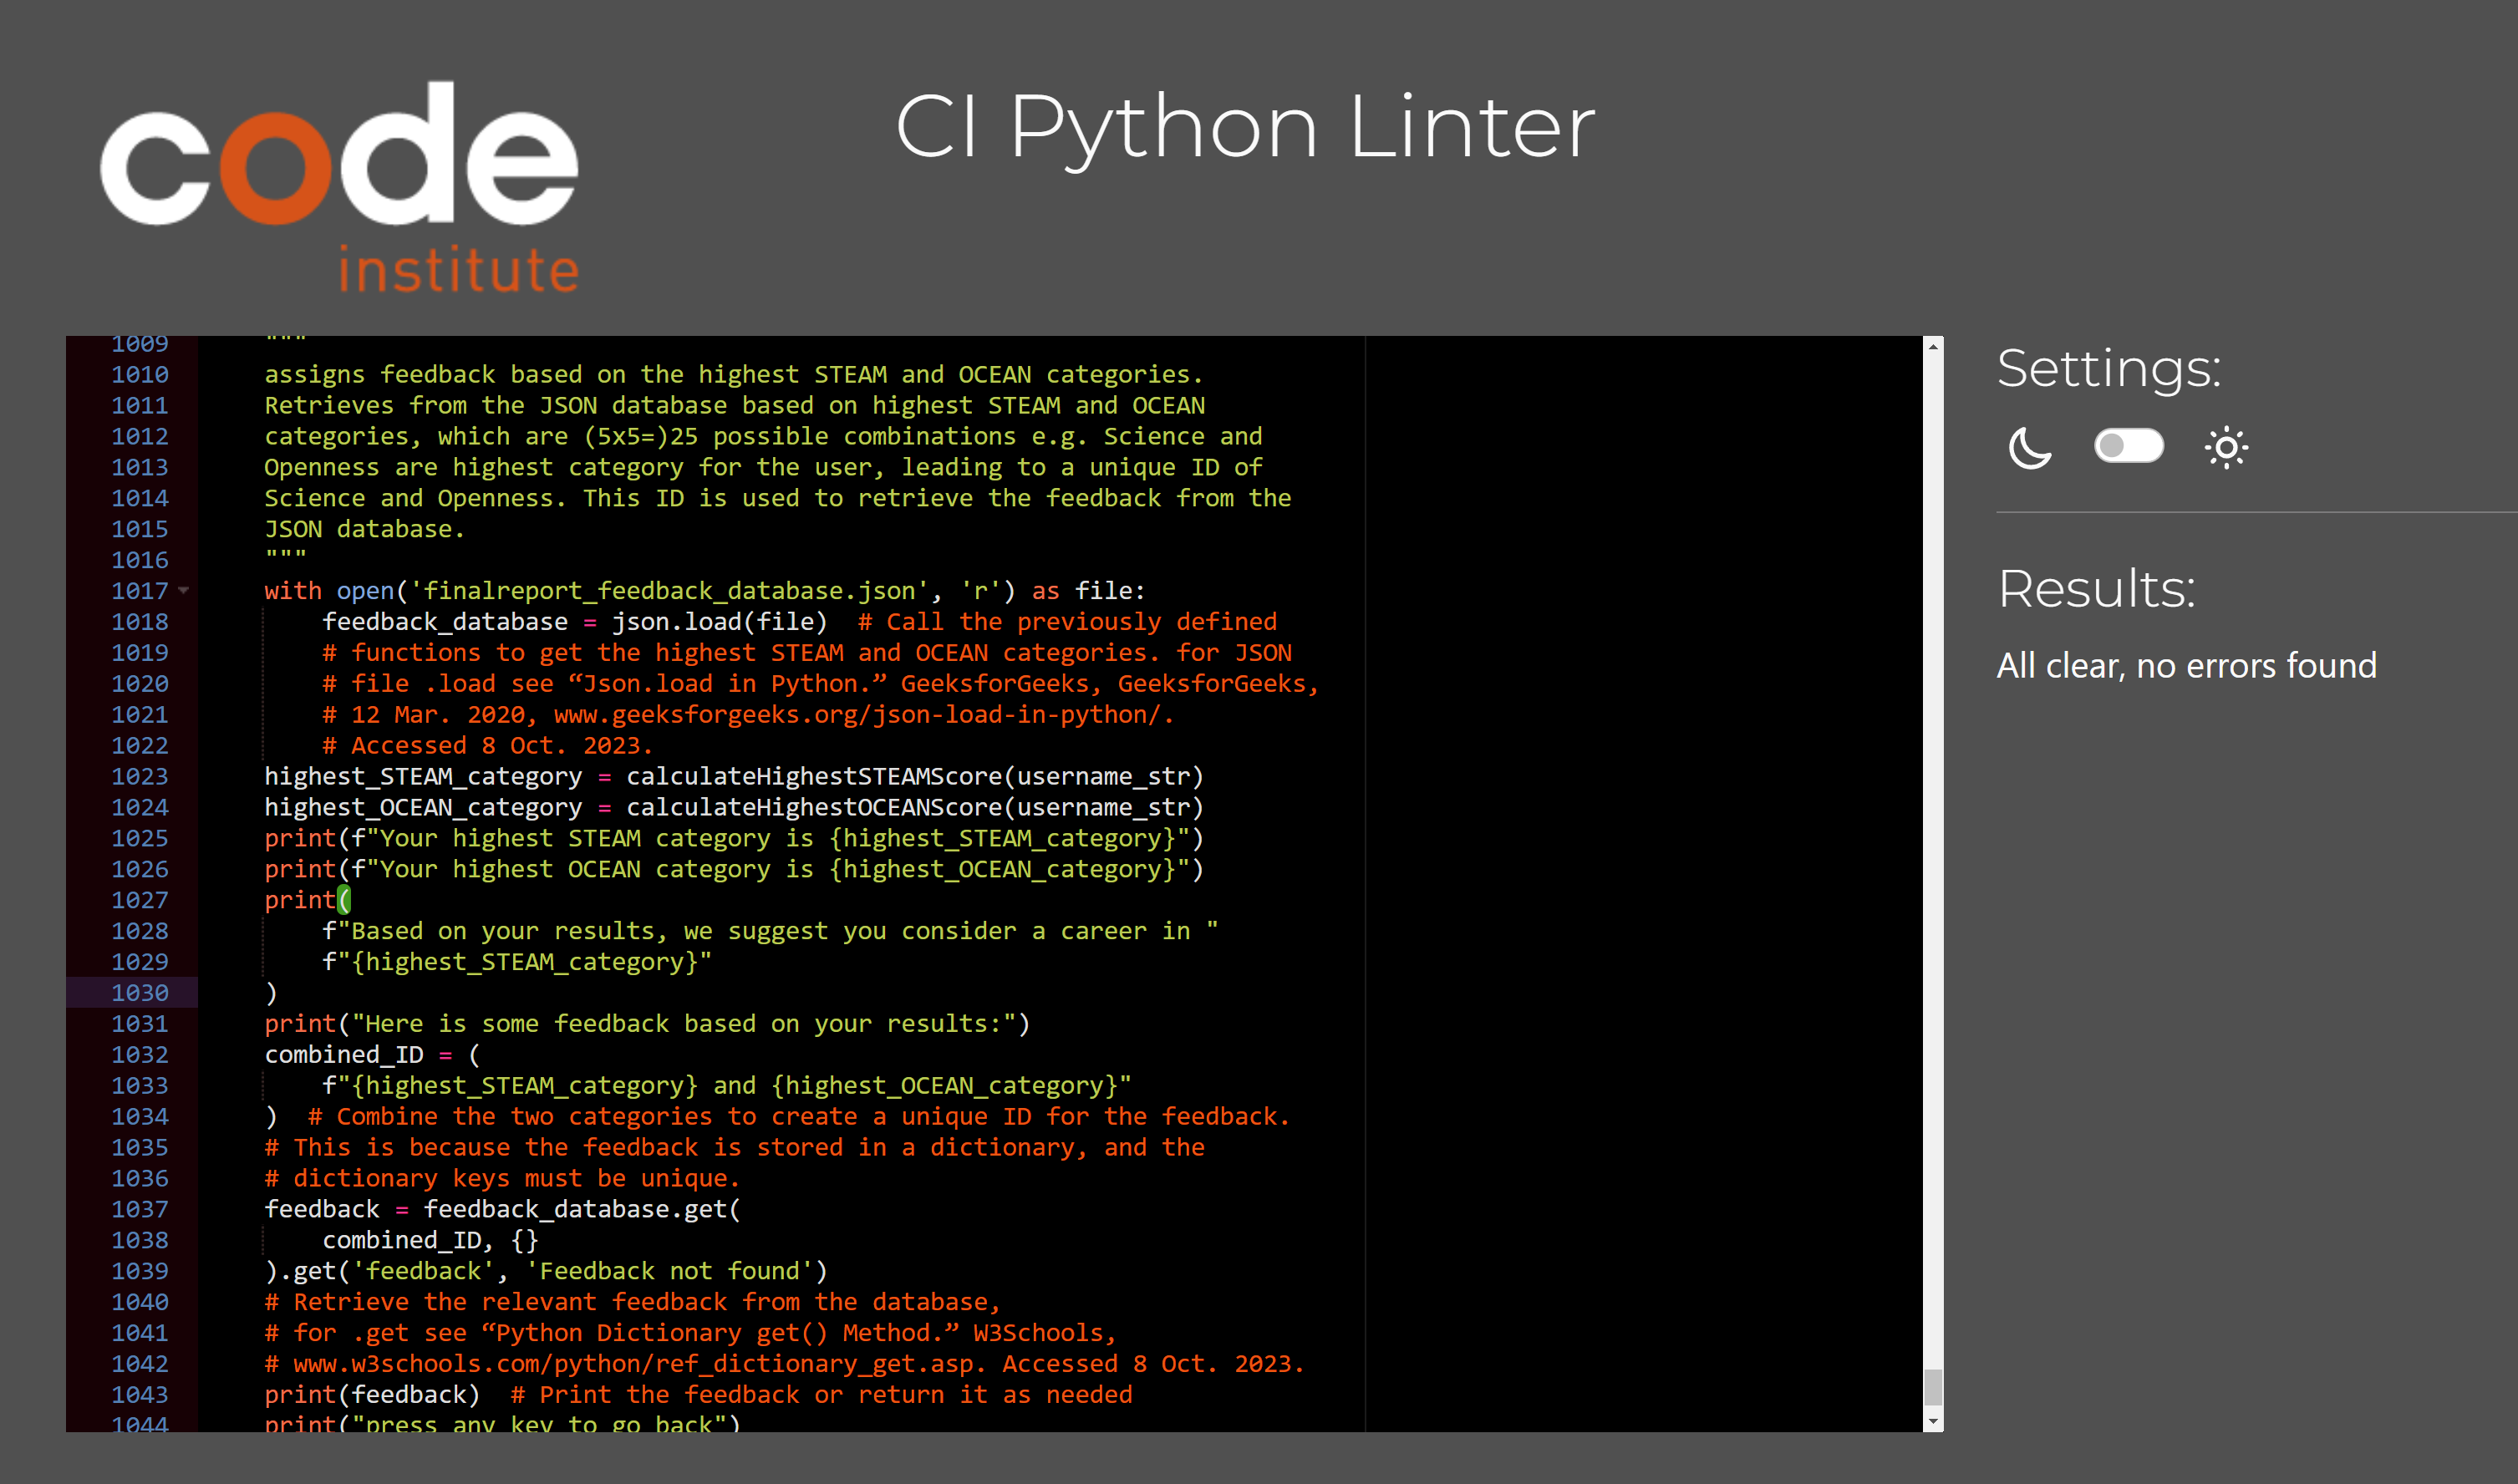 code
institute
CI Python Linter
1009 """
1010 assigns feedback based on the highest STEAM and OCEAN categories.
1011 Retrieves from the JSON database based on highest STEAM and OCEAN
1012 categories, which are (5x5=)25 possible combinations e.g. Science and
1013 Openness are highest category for the user, leading to a unique ID of
1014 Science and Openness. This ID is used to retrieve the feedback from the
1015 JSON database.
1016 """
1017 with open('finalreport_feedback_database.json', 'r') as file:
1018 feedback_database = json.load(file)  # Call the previously defined
1019 # functions to get the highest STEAM and OCEAN categories. for JSON
1020 # file .load see “Json.load in Python.” GeeksforGeeks, GeeksforGeeks,
1021 # 12 Mar. 2020, www.geeksforgeeks.org/json-load-in-python/.
1022 # Accessed 8 Oct. 2023.
1023 highest_STEAM_category = calculateHighestSTEAMScore(username_str)
1024 highest_OCEAN_category = calculateHighestOCEANScore(username_str)
1025 print(f"Your highest STEAM category is {highest_STEAM_category}")
1026 print(f"Your highest OCEAN category is {highest_OCEAN_category}")
1027 print(
1028 f"Based on your results, we suggest you consider a career in "
1029 f"{highest_STEAM_category}"
1030 )
1031 print("Here is some feedback based on your results:")
1032 combined_ID = (
1033 f"{highest_STEAM_category} and {highest_OCEAN_category}"
1034 )  # Combine the two categories to create a unique ID for the feedback.
1035 # This is because the feedback is stored in a dictionary, and the
1036 # dictionary keys must be unique.
1037 feedback = feedback_database.get(
1038 combined_ID, {}
1039 ).get('feedback', 'Feedback not found')
1040 # Retrieve the relevant feedback from the database,
1041 # for .get see “Python Dictionary get() Method.” W3Schools,
1042 # www.w3schools.com/python/ref_dictionary_get.asp. Accessed 8 Oct. 2023.
1043 print(feedback)  # Print the feedback or return it as needed
1044 print("press any key to go back")
Settings:
Results:
All clear, no errors found